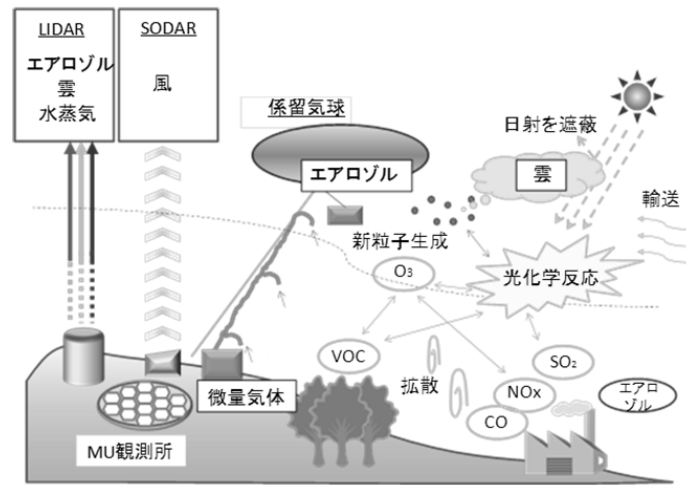 LIDAR
エアロゾル
雲
水蒸気
SODAR
風
係留気球
エアロゾル
日射を遮蔽
雲
輸送
新粒子生成
O₃
光化学反応
VOC
拡散
SO₂
NOx
CO
エアロ
ゾル
微量気体
MU観測所